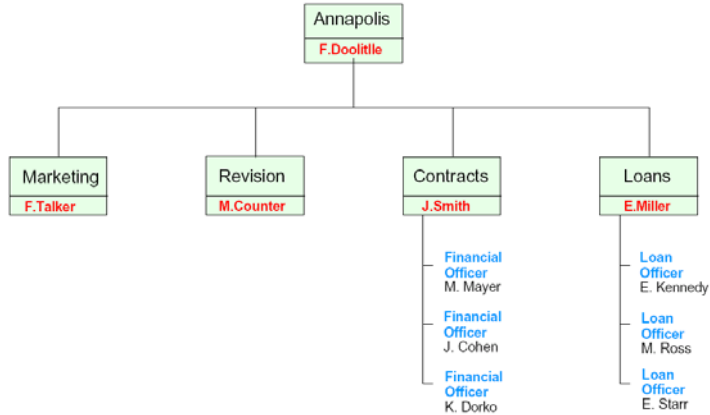 Annapolis
F.Doolitlle
Marketing
F.Talker
Revision
M.Counter
Contracts
J.Smith
Financial
Officer
M. Mayer
Financial
Officer
J. Cohen
Financial
Officer
K. Dorko
Loans
E.Miller
Loan
Officer
E. Kennedy
Loan
Officer
M. Ross
Loan
Officer
E. Starr